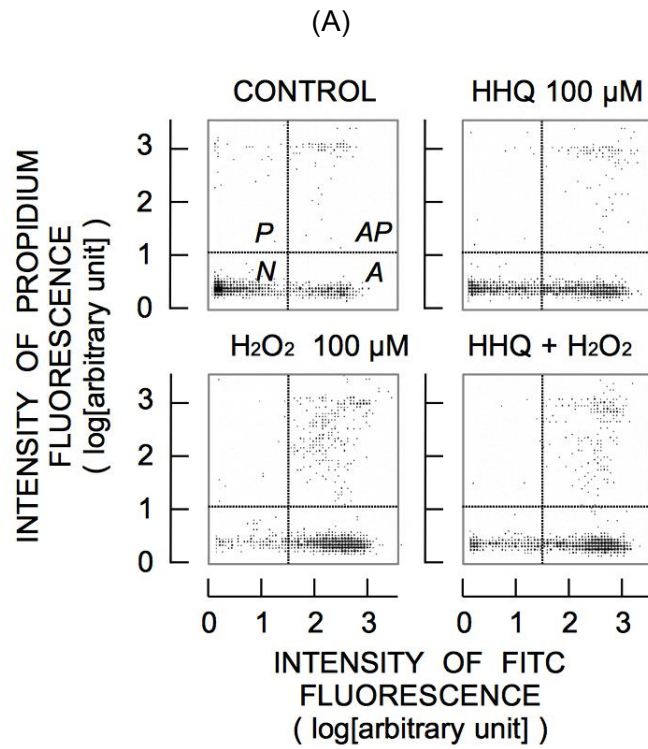 (A)
CONTROL HHQ 100 µM
INTENSITY OF PROPIDIUM
FLUORESCENCE
( log[arbitrary unit] )
3
2
1
0
P AP
N A
H2O2 100 µM HHQ + H2O2
3
2
1
0
0 1 2 3 0 1 2 3
INTENSITY OF FITC
FLUORESCENCE
( log[arbitrary unit] )